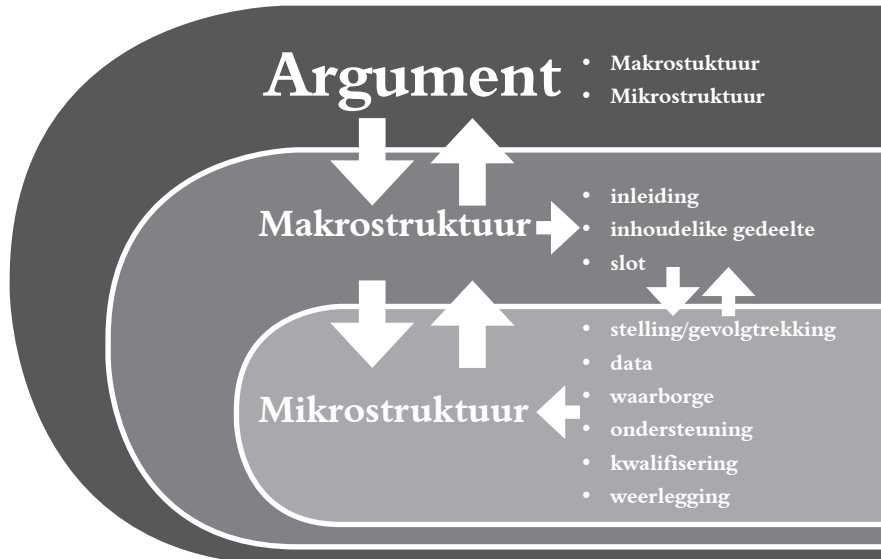 Argument
• Makrostuktuur
• Mikrostruktuur
Makrostruktuur
• inleiding
• inhoudelike gedeelte
• slot
Mikrostruktuur
• stelling/gevolgtrekking
• data
• waarborge
• ondersteuning
• kwalifisering
• weerlegging